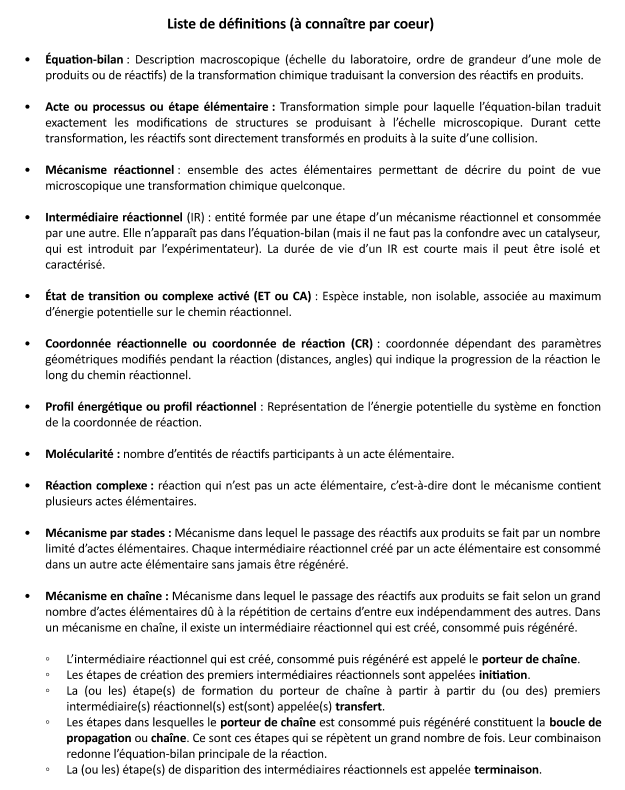 Liste de définitions (à connaître par coeur)
• Équation-bilan : Description macroscopique (échelle du laboratoire, ordre de grandeur d'une mole de
produits ou de réactifs) de la transformation chimique traduisant la conversion des réactifs en produits.
• Acte ou processus ou étape élémentaire : Transformation simple pour laquelle l'équation-bilan traduit
exactement les modifications de structures se produisant à l'échelle microscopique. Durant cette
transformation, les réactifs sont directement transformés en produits à la suite d'une collision.
• Mécanisme réactionnel : ensemble des actes élémentaires permettant de décrire du point de vue
microscopique une transformation chimique quelconque.
• Intermédiaire réactionnel (IR) : entité formée par une étape d'un mécanisme réactionnel et consommée
par une autre. Elle n'apparaît pas dans l'équation-bilan (mais il ne faut pas la confondre avec un catalyseur,
qui est introduit par l'expérimentateur). La durée de vie d'un IR est courte mais il peut être isolé et
caractérisé.
• État de transition ou complexe activé (ET ou CA) : Espèce instable, non isolable, associée au maximum
d'énergie potentielle sur le chemin réactionnel.
• Coordonnée réactionnelle ou coordonnée de réaction (CR) : coordonnée dépendant des paramètres
géométriques modifiés pendant la réaction (distances, angles) qui indique la progression de la réaction le
long du chemin réactionnel.
• Profil énergétique ou profil réactionnel : Représentation de l'énergie potentielle du système en fonction
de la coordonnée de réaction.
• Molécularité : nombre d'entités de réactifs participants à un acte élémentaire.
• Réaction complexe : réaction qui n'est pas un acte élémentaire, c'est-à-dire dont le mécanisme contient
plusieurs actes élémentaires.
• Mécanisme par stades : Mécanisme dans lequel le passage des réactifs aux produits se fait par un nombre
limité d'actes élémentaires. Chaque intermédiaire réactionnel créé par un acte élémentaire est consommé
dans un autre acte élémentaire sans jamais être régénéré.
• Mécanisme en chaîne : Mécanisme dans lequel le passage des réactifs aux produits se fait selon un grand
nombre d'actes élémentaires dû à la répétition de certains d'entre eux indépendamment des autres. Dans
un mécanisme en chaîne, il existe un intermédiaire réactionnel qui est créé, consommé puis régénéré.
◦ L'intermédiaire réactionnel qui est créé, consommé puis régénéré est appelé le porteur de chaîne.
◦ Les étapes de création des premiers intermédiaires réactionnels sont appelées initiation.
◦ La (ou les) étape(s) de formation du porteur de chaîne à partir à partir du (ou des) premiers
intermédiaire(s) réactionnel(s) est(sont) appelée(s) transfert.
◦ Les étapes dans lesquelles le porteur de chaîne est consommé puis régénéré constituent la boucle de
propagation ou chaîne. Ce sont ces étapes qui se répètent un grand nombre de fois. Leur combinaison
redonne l'équation-bilan principale de la réaction.
◦ La (ou les) étape(s) de disparition des intermédiaires réactionnels est appelée terminaison.